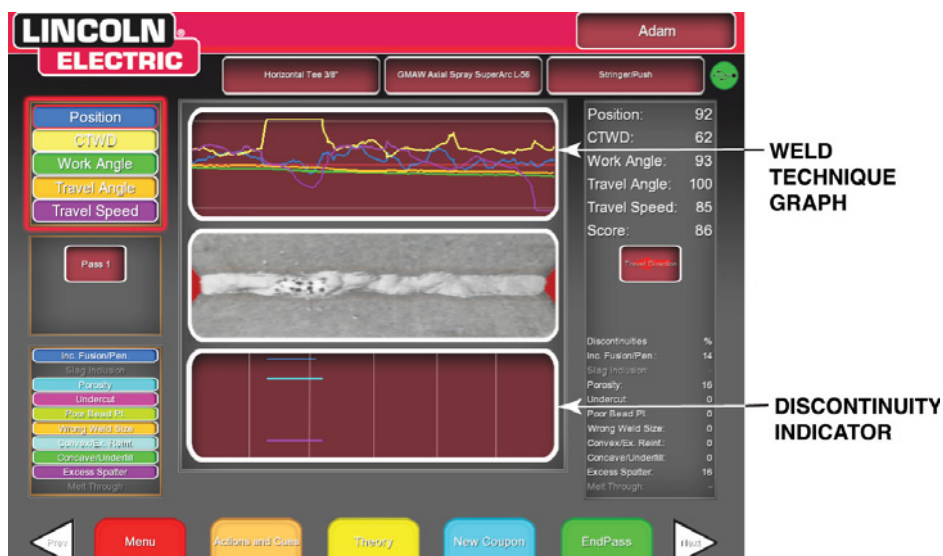 LINCOLN ®
ELECTRIC
Adam
Horizontal Tee 3/8"
GMAW Axial Spray SuperArc L-56
Stringer/Push
Position
CTWD
Work Angle
Travel Angle
Travel Speed
Pass 1
Inc. Fusion/Pen
Slag Inclusion
Porosity
Undercut
Poor Bead Pl.
Wrong Weld Size
Convex/Ex. Reinf.
Concave/Underfill
Excess Spatter
Melt Through
Position: 92
CTWD: 62
Work Angle: 93
Travel Angle: 100
Travel Speed: 85
Score: 86
Travel Direction
Discontinuities %
Inc. Fusion/Pen.: 14
Slag Inclusion: -
Porosity: 16
Undercut: 0
Poor Bead Pl.: 0
Wrong Weld Size: 0
Convex/Ex. Reinf.: 0
Concave/Underfill: 0
Excess Spatter: 16
Melt Through: -
WELD
TECHNIQUE
GRAPH
DISCONTINUITY
INDICATOR
Prev
Menu
Actions and Cues
Theory
New Coupon
EndPass
Next